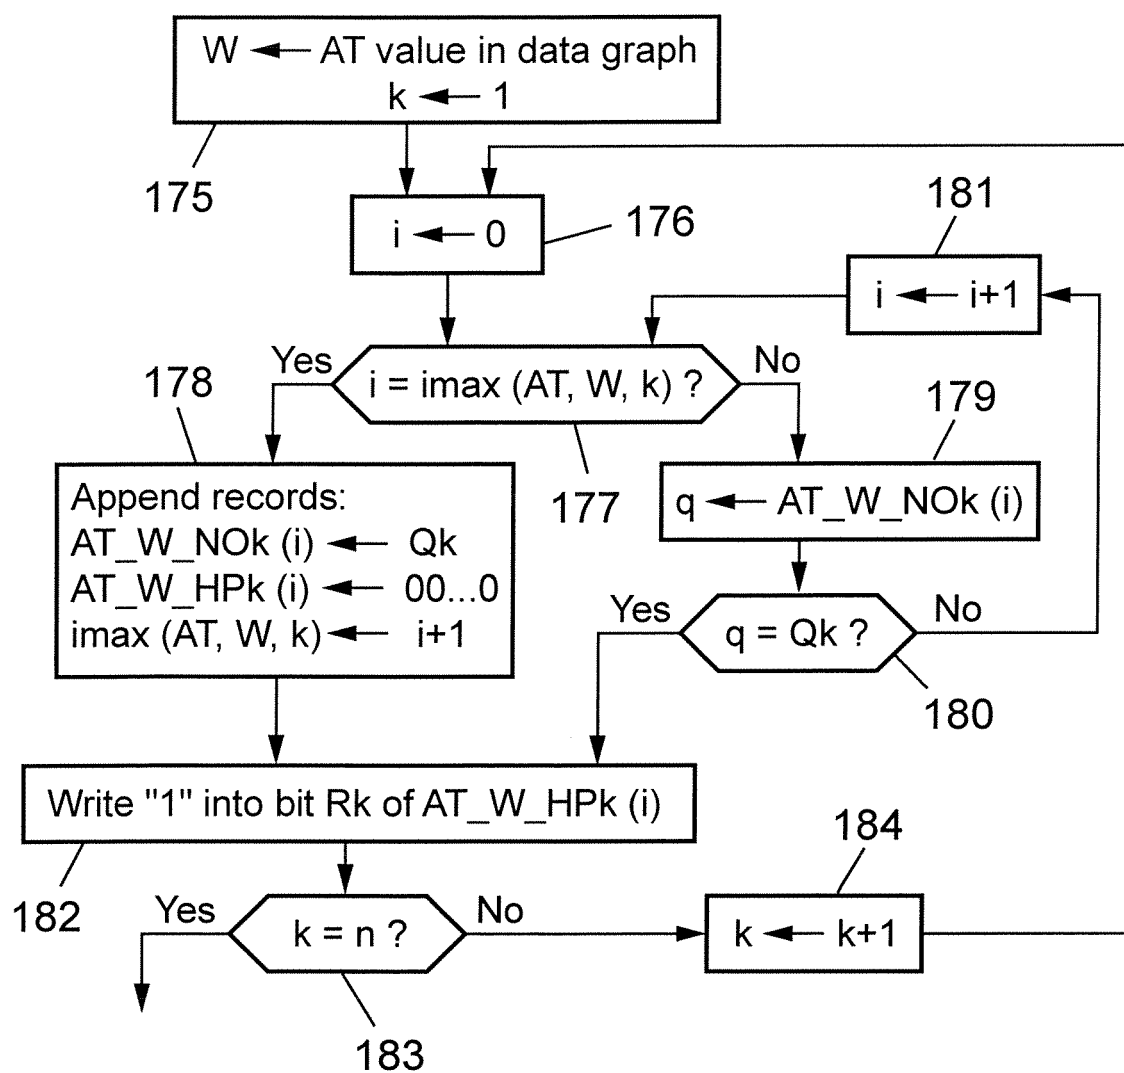 W ← AT value in data graph
k ← 1
175
i ← 0
176
181
i ← i+1
Yes
i = imax (AT, W, k) ?
No
178
177
179
Append records:
AT_W_NOk (i) ← Qk
AT_W_HPk (i) ← 00...0
imax (AT, W, k) ← i+1
q ← AT_W_NOk (i)
Yes
q = Qk ?
No
180
Write "1" into bit Rk of AT_W_HPk (i)
182
184
Yes
k = n ?
No
k ← k+1
183